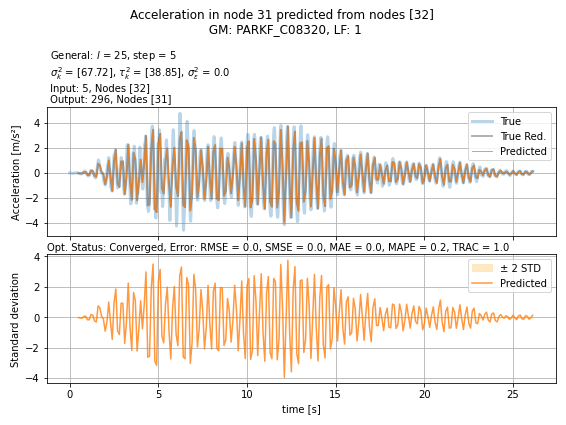 Acceleration in node 31 predicted from nodes [32]
GM: PARKF_C08320, LF: 1
General: l = 25, step = 5
σ²ₖ = [67.72], τ²ₖ = [38.85], σ²ε = 0.0
Input: 5, Nodes [32]
Output: 296, Nodes [31]
True
True Red.
Predicted
4
2
0
−2
−4
Acceleration [m/s²]
Opt. Status: Converged, Error: RMSE = 0.0, SMSE = 0.0, MAE = 0.0, MAPE = 0.2, TRAC = 1.0
± 2 STD
Predicted
4
2
0
−2
−4
Standard deviation
0 5 10 15 20 25
time [s]